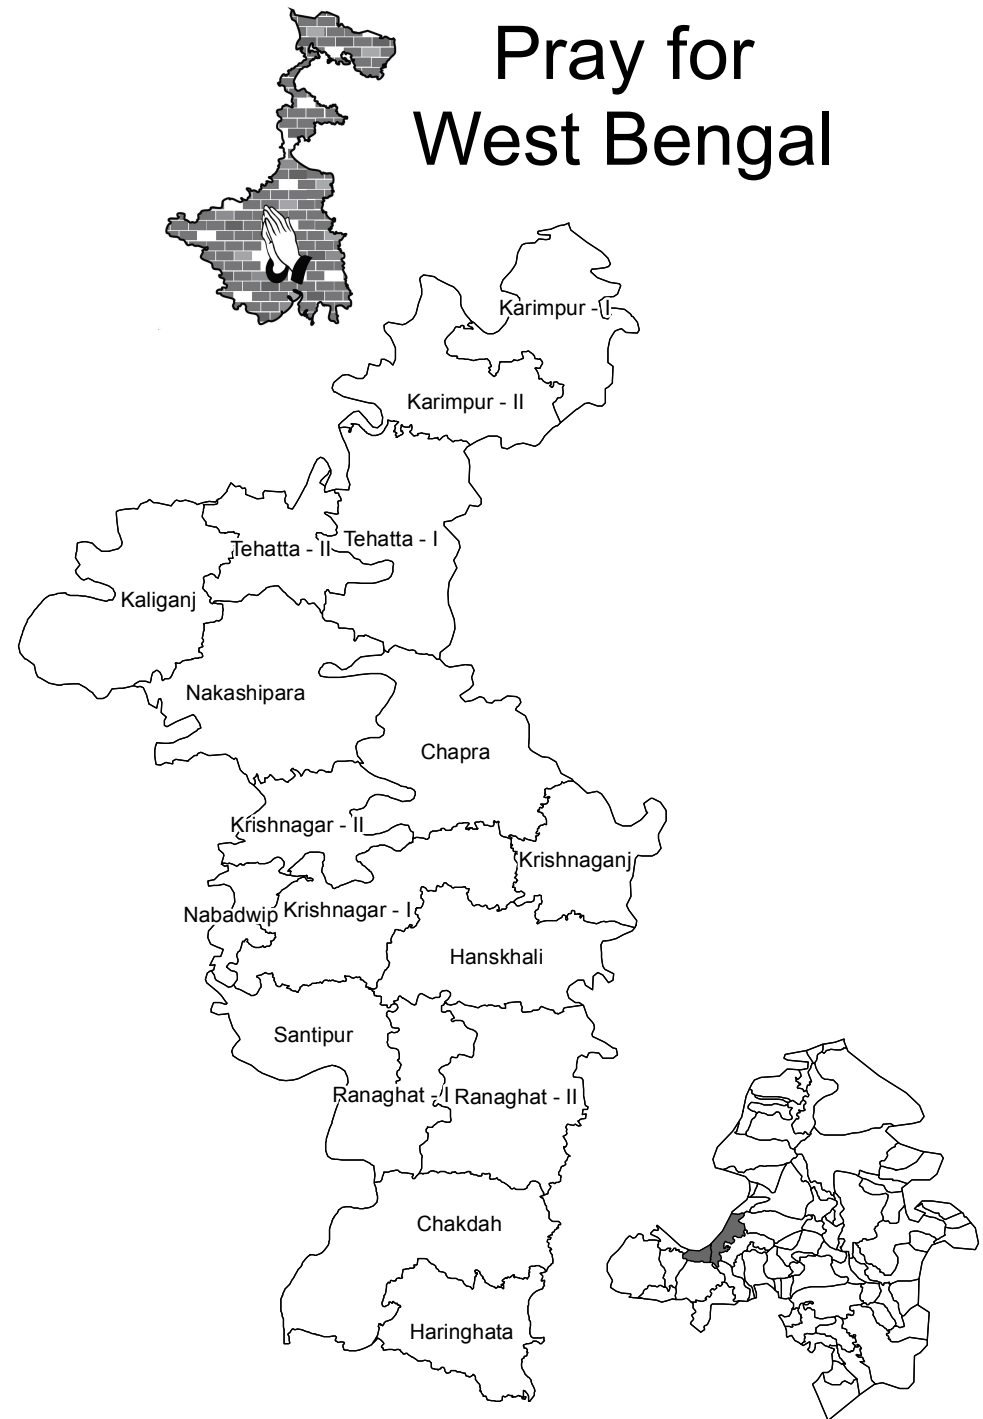 Pray for
West Bengal
Karimpur - I
Karimpur - II
Tehatta - I
Tehatta - II
Kaliganj
Nakashipara
Chapra
Krishnagar - II
Krishnaganj
Nabadwip
Krishnagar - I
Hanskhali
Santipur
Ranaghat - I
Ranaghat - II
Chakdah
Haringhata